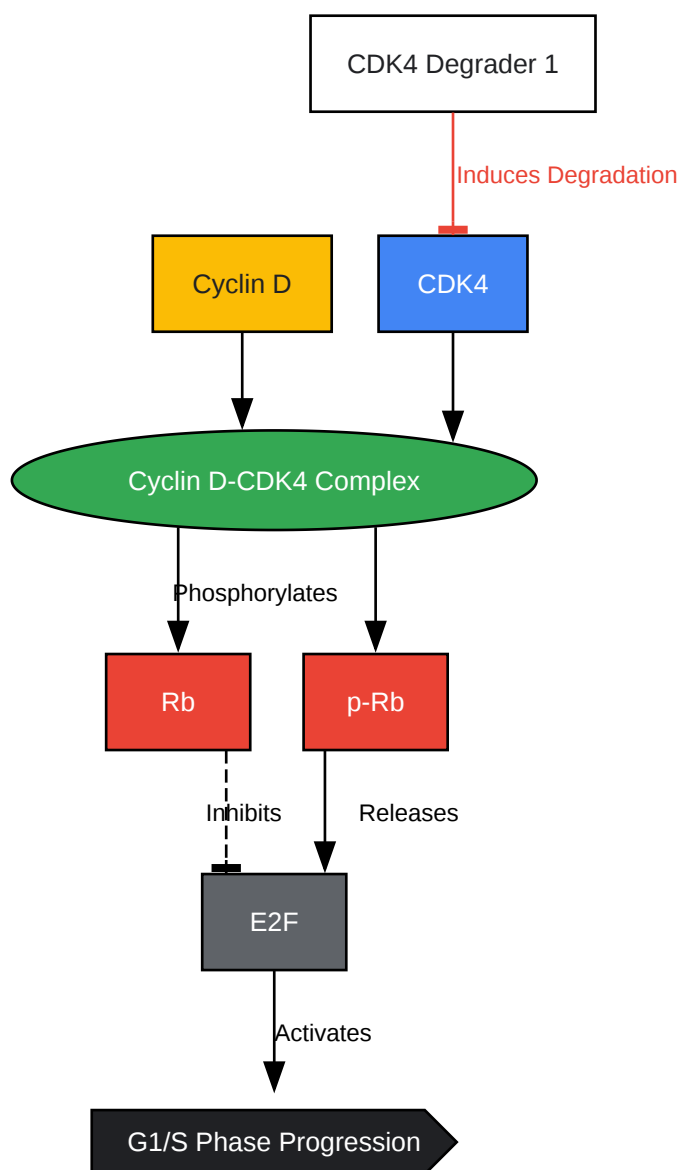 CDK4 Degrader 1
Induces Degradation
Cyclin D
CDK4
Cyclin D-CDK4 Complex
Phosphorylates
Rb
p-Rb
Inhibits
Releases
E2F
Activates
G1/S Phase Progression